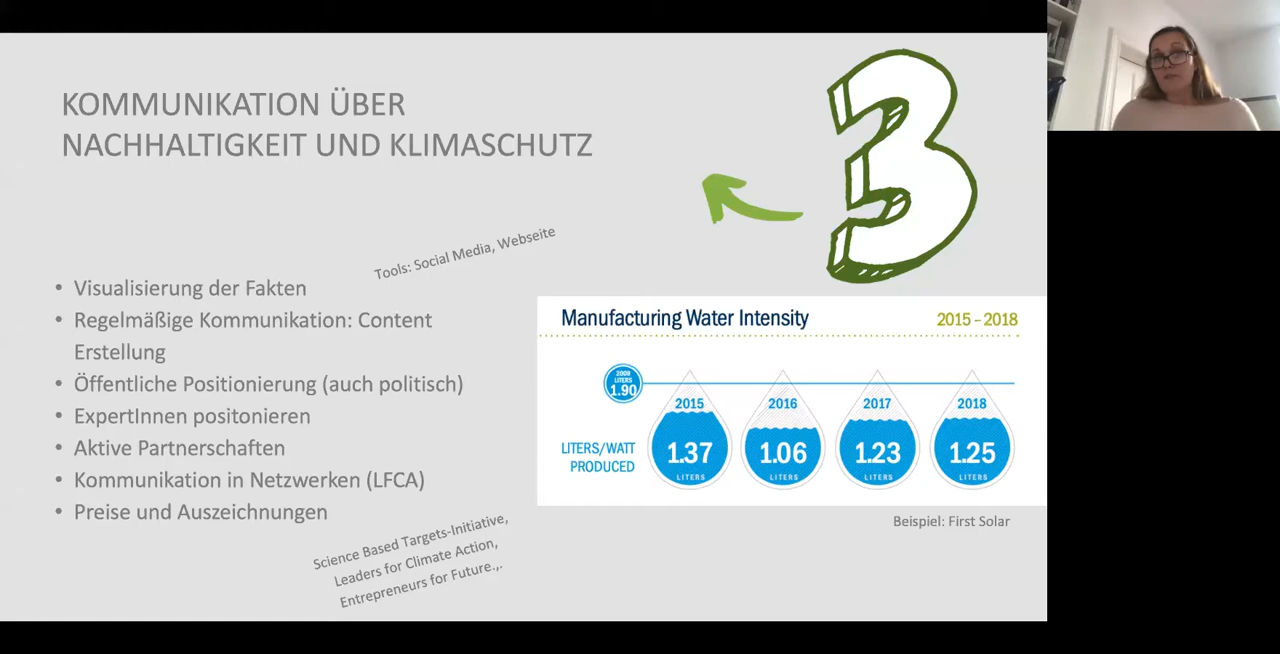 KOMMUNIKATION ÜBER
NACHHALTIGKEIT UND KLIMASCHUTZ
3
Tools: Social Media, Webseite
• Visualisierung der Fakten
• Regelmäßige Kommunikation: Content
Erstellung
• Öffentliche Positionierung (auch politisch)
• ExpertInnen positonieren
• Aktive Partnerschaften
• Kommunikation in Netzwerken (LFCA)
• Preise und Auszeichnungen
Science Based Targets-Initiative,
Leaders for Climate Action,
Entrepreneurs for Future.,.
Manufacturing Water Intensity 2015 – 2018
2009
LITERS
1.90
2015 2016 2017 2018
LITERS/WATT
PRODUCED
1.37 1.06 1.23 1.25
LITERS LITERS LITERS LITERS
Beispiel: First Solar